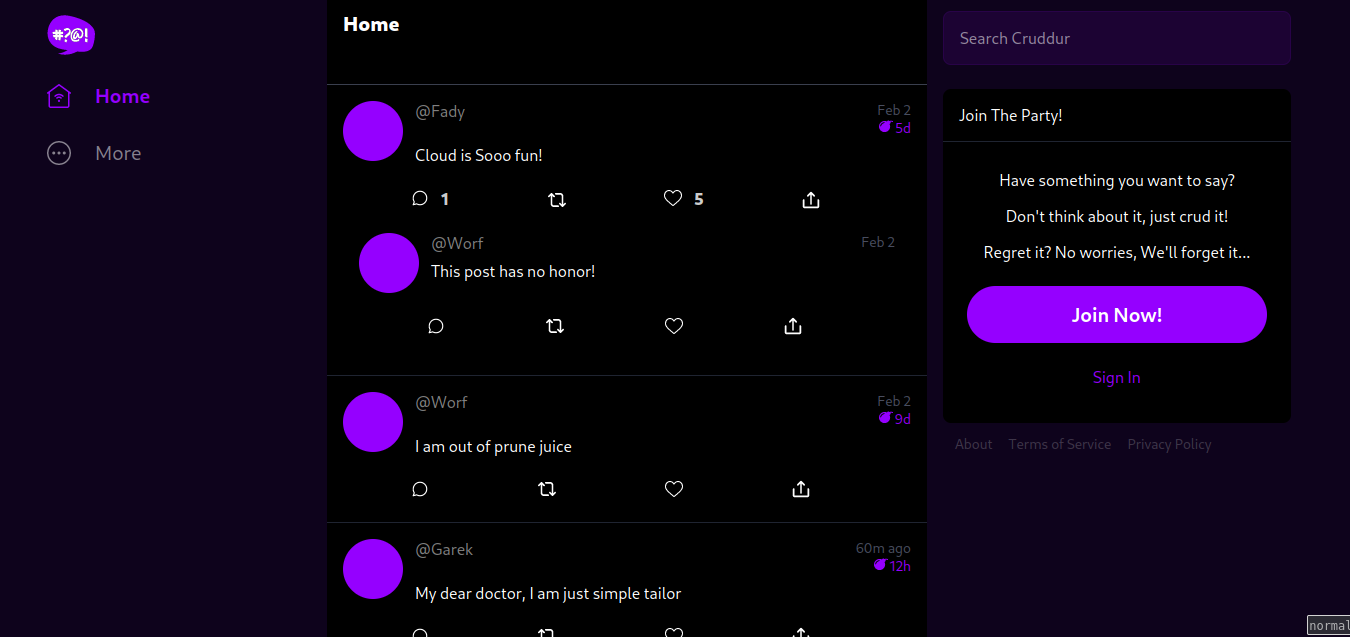 #?@!
Home
More
Home
@Fady
Feb 2
5d
Cloud is Sooo fun!
1
5
@Worf
Feb 2
This post has no honor!
@Worf
Feb 2
9d
I am out of prune juice
@Garek
60m ago
12h
My dear doctor, I am just simple tailor
Search Cruddur
Join The Party!
Have something you want to say?
Don't think about it, just crud it!
Regret it? No worries, We'll forget it...
Join Now!
Sign In
About Terms of Service Privacy Policy
normal